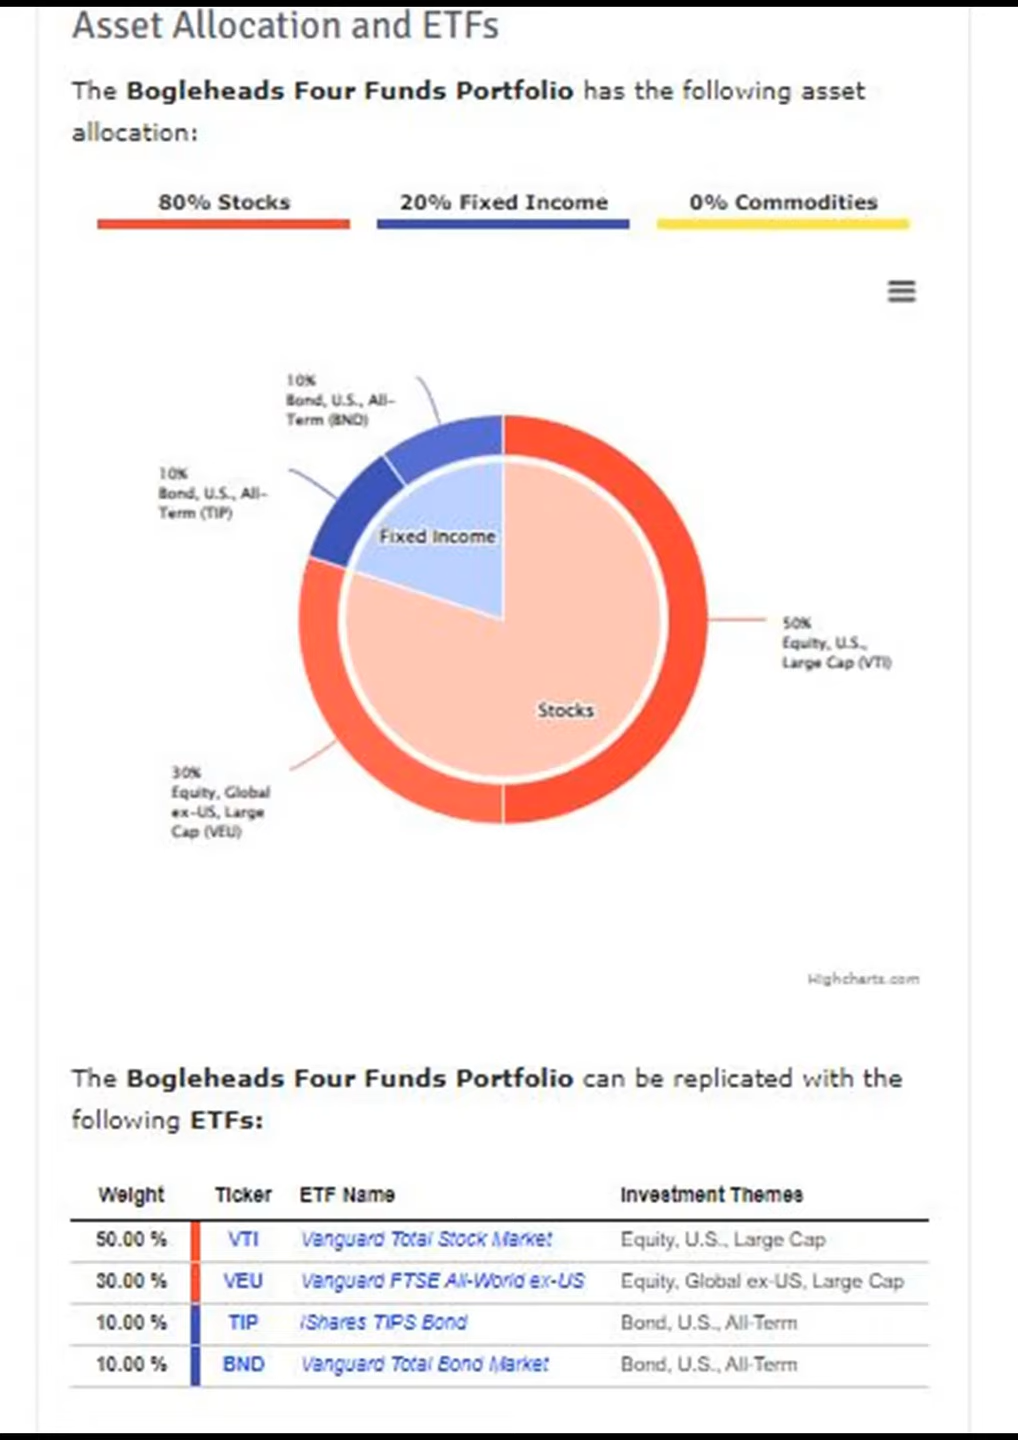 Asset Allocation and ETFs
The Bogleheads Four Funds Portfolio has the following asset
allocation:
80% Stocks
20% Fixed Income
0% Commodities
10%
Bond, U.S., All-
Term (BND)
10%
Bond, U.S., All-
Term (TIP)
Fixed Income
50%
Equity, U.S.,
Large Cap (VTI)
Stocks
30%
Equity, Global
ex-US, Large
Cap (VEU)
Highcharts.com
The Bogleheads Four Funds Portfolio can be replicated with the
following ETFs:
Weight Ticker ETF Name Investment Themes
50.00 % VTI Vanguard Total Stock Market Equity, U.S., Large Cap
30.00 % VEU Vanguard FTSE All-World ex-US Equity, Global ex-US, Large Cap
10.00 % TIP iShares TIPS Bond Bond, U.S., All-Term
10.00 % BND Vanguard Total Bond Market Bond, U.S., All-Term